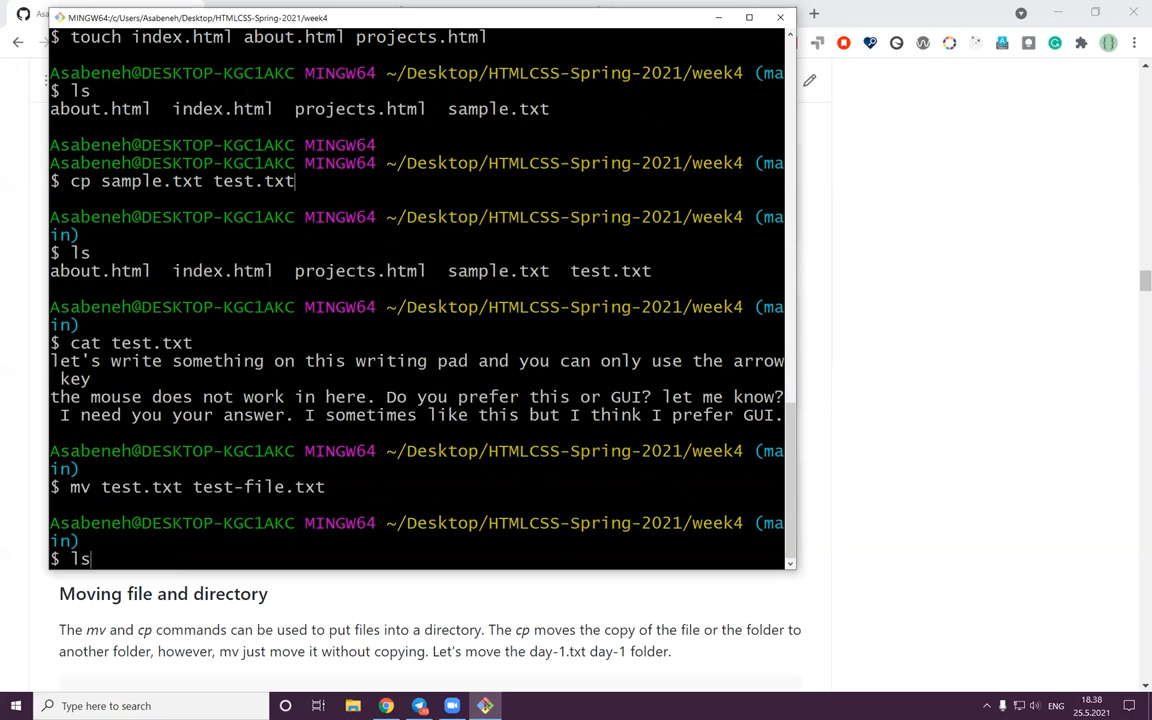 Asa
MINGW64:/c/Users/Asabeneh/Desktop/HTMLCSS-Spring-2021/week4
$ touch index.html about.html projects.html
Asabeneh@DESKTOP-KGC1AKC MINGW64 ~/Desktop/HTMLCSS-Spring-2021/week4 (ma
$ ls
about.html index.html projects.html sample.txt
Asabeneh@DESKTOP-KGC1AKC MINGW64
Asabeneh@DESKTOP-KGC1AKC MINGW64 ~/Desktop/HTMLCSS-Spring-2021/week4 (ma
$ cp sample.txt test.txt
Asabeneh@DESKTOP-KGC1AKC MINGW64 ~/Desktop/HTMLCSS-Spring-2021/week4 (ma
in)
$ ls
about.html index.html projects.html sample.txt test.txt
Asabeneh@DESKTOP-KGC1AKC MINGW64 ~/Desktop/HTMLCSS-Spring-2021/week4 (ma
in)
$ cat test.txt
let's write something on this writing pad and you can only use the arrow
key
the mouse does not work in here. Do you prefer this or GUI? let me know?
I need you your answer. I sometimes like this but I think I prefer GUI.
Asabeneh@DESKTOP-KGC1AKC MINGW64 ~/Desktop/HTMLCSS-Spring-2021/week4 (ma
in)
$ mv test.txt test-file.txt
Asabeneh@DESKTOP-KGC1AKC MINGW64 ~/Desktop/HTMLCSS-Spring-2021/week4 (ma
in)
$ ls
Moving file and directory
The mv and cp commands can be used to put files into a directory. The cp moves the copy of the file or the folder to
another folder, however, mv just move it without copying. Let's move the day-1.txt day-1 folder.
Type here to search
ENG
18.38
25.5.2021